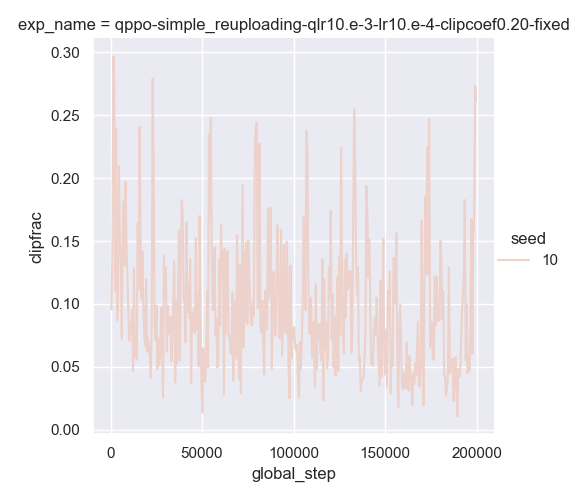 exp_name = qppo-simple_reuploading-qlr10.e-3-lr10.e-4-clipcoef0.20-fixed
0.30
0.25
0.20
0.15
0.10
0.05
0.00
clipfrac
0 50000 100000 150000 200000
global_step
seed
10